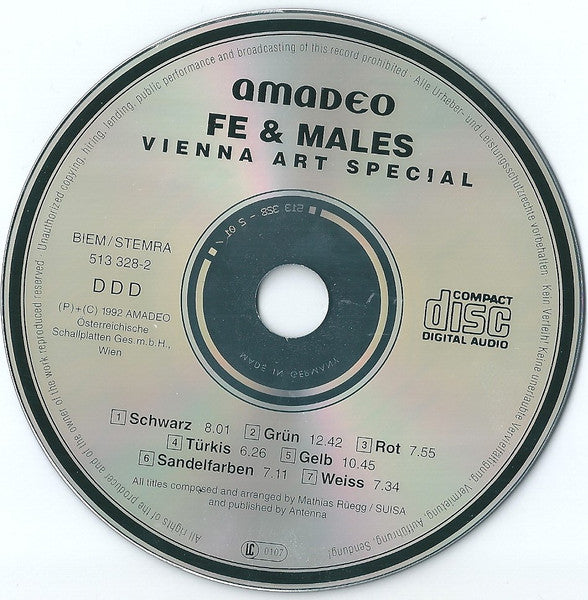 amadeo
FE & MALES
VIENNA ART SPECIAL
BIEM/STEMRA
513 328-2
DDD
(P)+(C) 1992 AMADEO
Österreichische
Schallplatten Ges.m.b.H.,
Wien
COMPACT
disc
DIGITAL AUDIO
513 328 - 2 01
MADE IN GERMANY
1 Schwarz 8.01 2 Grün 12.42 3 Rot 7.55
4 Türkis 6.26 5 Gelb 10.45
6 Sandelfarben 7.11 7 Weiss 7.34
All titles composed and arranged by Mathias Rüegg / SUISA
and published by Antenna
LC 0107
All rights of the producer and of the owner of the work reproduced reserved · Unauthorized copying, hiring, lending, public performance and broadcasting of this record prohibited · Alle Urheber- und Leistungsschutzrechte vorbehalten · Kein Verleih! Keine unerlaubte Vervielfältigung, Vermietung, Aufführung, Sendung!